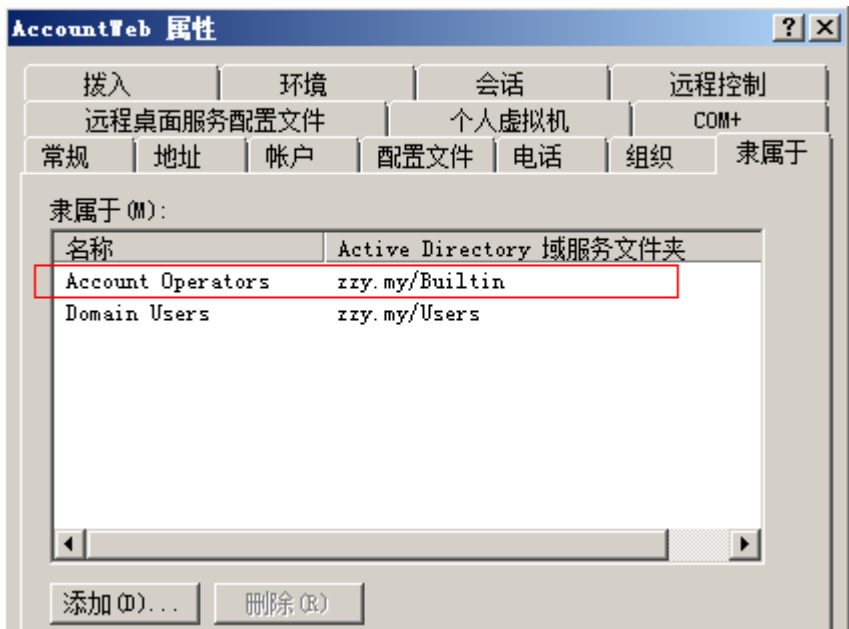 AccountWeb 属性
拨入 环境 会话 远程控制
远程桌面服务配置文件 个人虚拟机 COM+
常规 地址 帐户 配置文件 电话 组织 隶属于
隶属于(M):
名称 Active Directory 域服务文件夹
Account Operators zzy.my/Builtin
Domain Users zzy.my/Users
添加(D)... 删除(R)